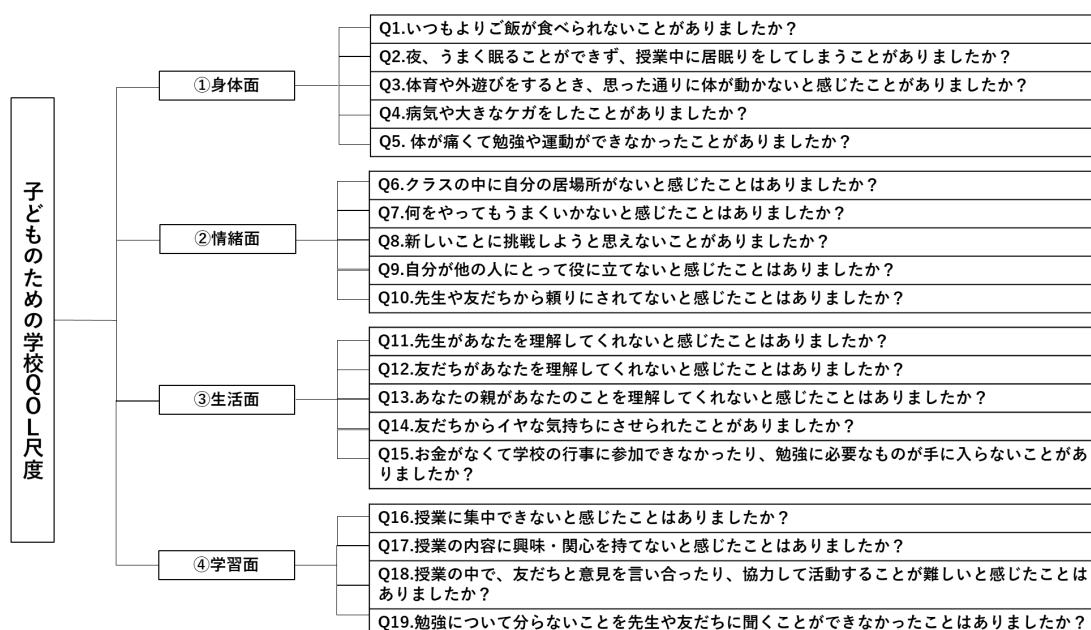 子どものための学校QOL尺度
①身体面
Q1.いつもよりご飯が食べられないことがありましたか？
Q2.夜、うまく眠ることができず、授業中に居眠りをしてしまうことがありましたか？
Q3.体育や外遊びをするとき、思った通りに体が動かないと感じたことがありましたか？
Q4.病気や大きなケガをしたことがありましたか？
Q5. 体が痛くて勉強や運動ができなかったことがありましたか？
②情緒面
Q6.クラスの中に自分の居場所がないと感じたことはありましたか？
Q7.何をやってもうまくいかないと感じたことはありましたか？
Q8.新しいことに挑戦しようと思えないことがありましたか？
Q9.自分が他の人にとって役に立てないと感じたことはありましたか？
Q10.先生や友だちから頼りにされてないと感じたことはありましたか？
③生活面
Q11.先生があなたを理解してくれないと感じたことはありましたか？
Q12.友だちがあなたを理解してくれないと感じたことはありましたか？
Q13.あなたの親があなたのことを理解してくれないと感じたことはありましたか？
Q14.友だちからイヤな気持ちにさせられたことがありましたか？
Q15.お金がなくて学校の行事に参加できなかったり、勉強に必要なものが手に入らないことがあ
りましたか？
④学習面
Q16.授業に集中できないと感じたことはありましたか？
Q17.授業の内容に興味・関心を持てないと感じたことはありましたか？
Q18.授業の中で、友だちと意見を言い合ったり、協力して活動することが難しいと感じたことは
ありましたか？
Q19.勉強について分らないことを先生や友だちに聞くことができなかったことはありましたか？